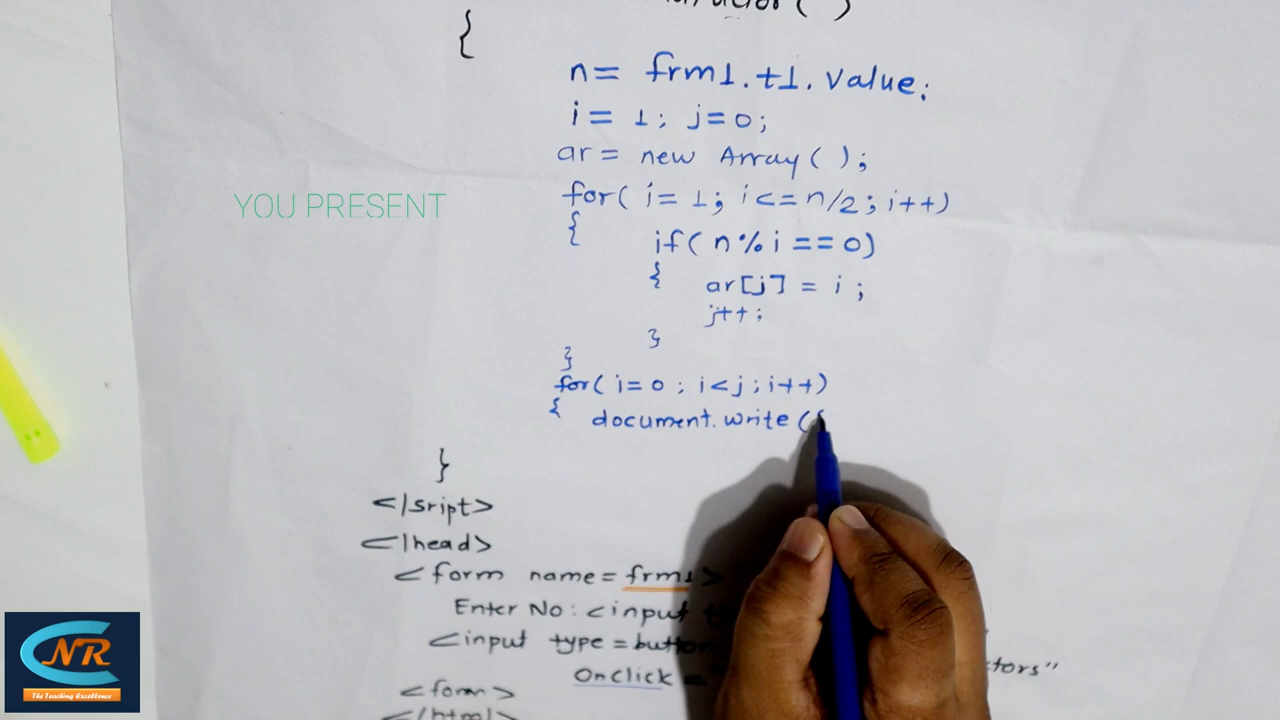 {
n= frm1.t1.value;
i= 1; j=0;
ar= new Array( );
YOU PRESENT
for( i= 1; i<=n/2; i++)
{ if( n%i ==0)
{ ar[j] = i ;
j++;
}
}
for( i=0 ; i<j ; i++)
{ document.write (
}
</sript>
</head>
<form name= frm1>
Enter No: <input
<input type =button
Onclick = tors"
<form>
</html>
NR
The Teaching Excellence